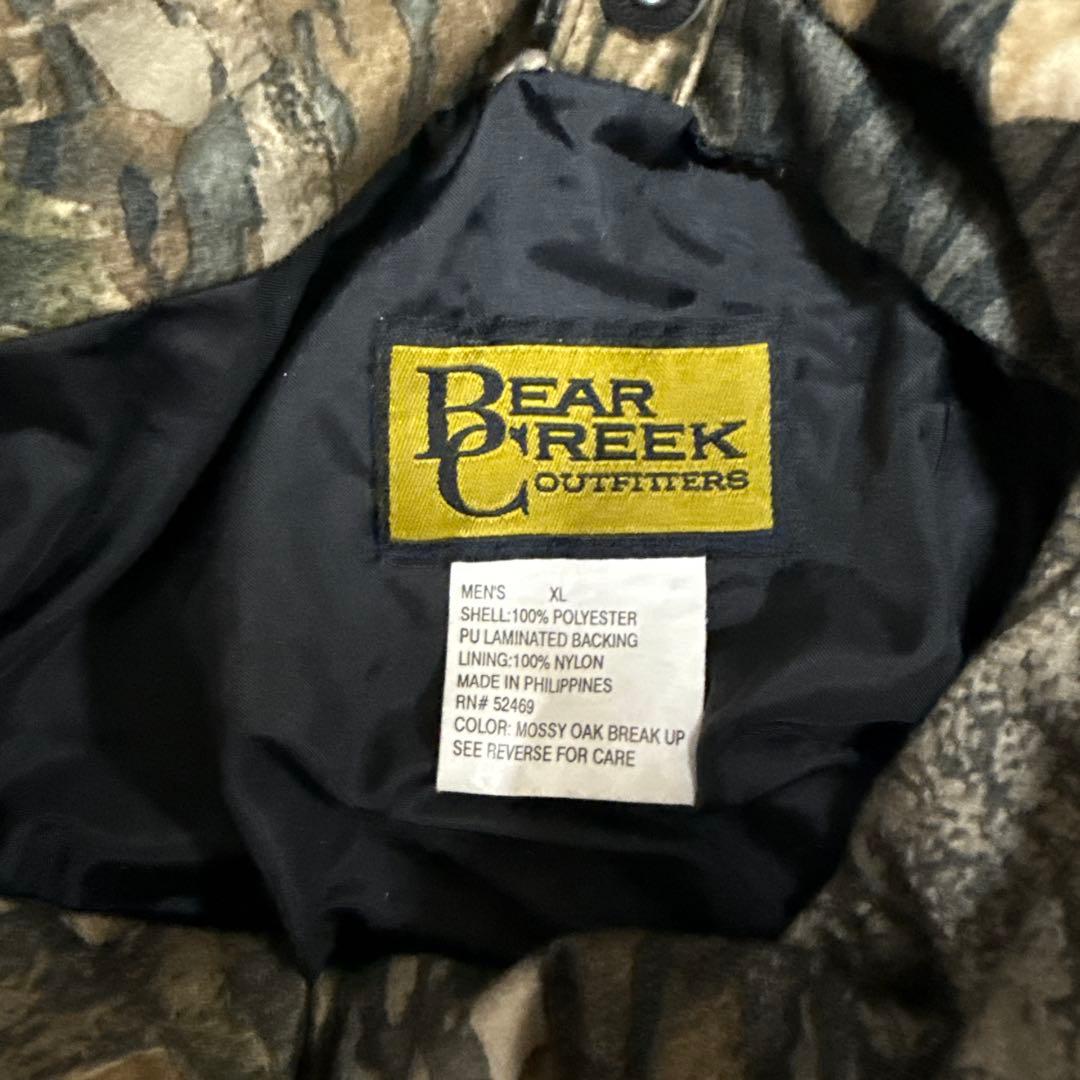 BEAR
CREEK
OUTFITTERS
MEN'S XL
SHELL:100% POLYESTER
PU LAMINATED BACKING
LINING:100% NYLON
MADE IN PHILIPPINES
RN# 52469
COLOR: MOSSY OAK BREAK UP
SEE REVERSE FOR CARE